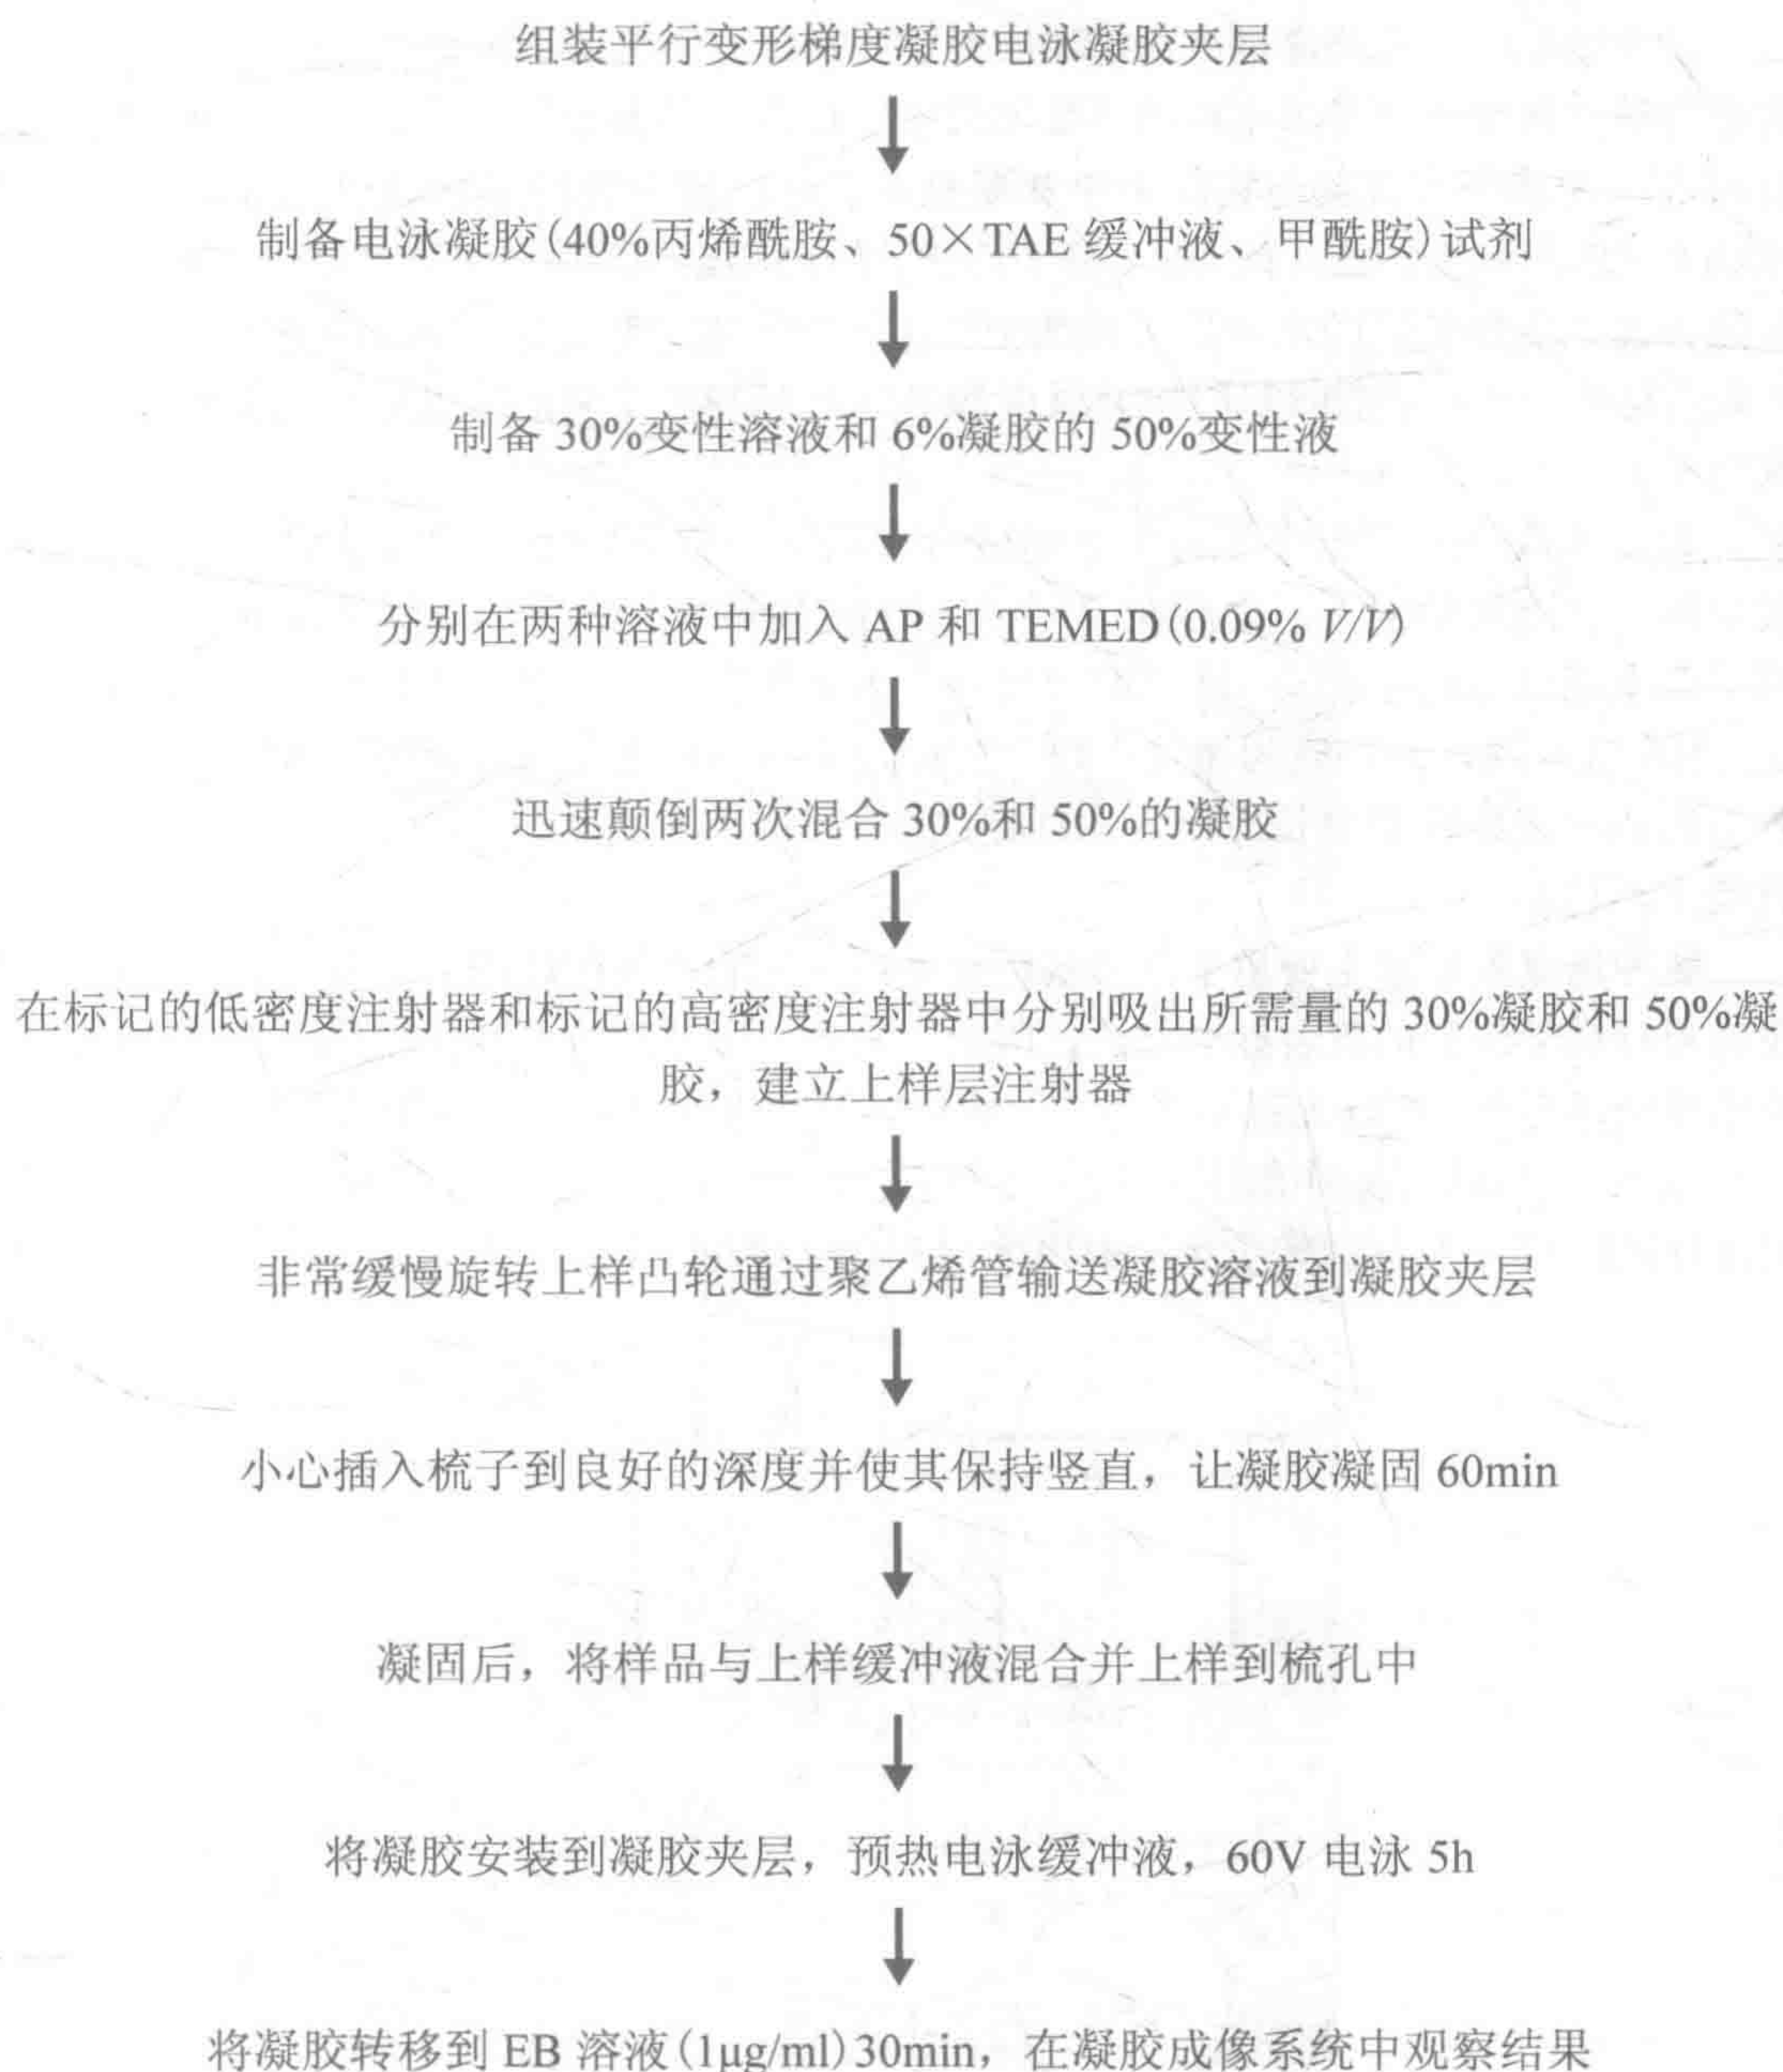 组装平行变形梯度凝胶电泳凝胶夹层
制备电泳凝胶(40%丙烯酰胺、50×TAE 缓冲液、甲酰胺)试剂
制备 30%变性溶液和 6%凝胶的 50%变性液
分别在两种溶液中加入 AP 和 TEMED(0.09% V/V)
迅速颠倒两次混合 30%和 50%的凝胶
在标记的低密度注射器和标记的高密度注射器中分别吸出所需量的 30%凝胶和 50%凝
胶，建立上样层注射器
非常缓慢旋转上样凸轮通过聚乙烯管输送凝胶溶液到凝胶夹层
小心插入梳子到良好的深度并使其保持竖直，让凝胶凝固 60min
凝固后，将样品与上样缓冲液混合并上样到梳孔中
将凝胶安装到凝胶夹层，预热电泳缓冲液，60V 电泳 5h
将凝胶转移到 EB 溶液(1μg/ml)30min，在凝胶成像系统中观察结果